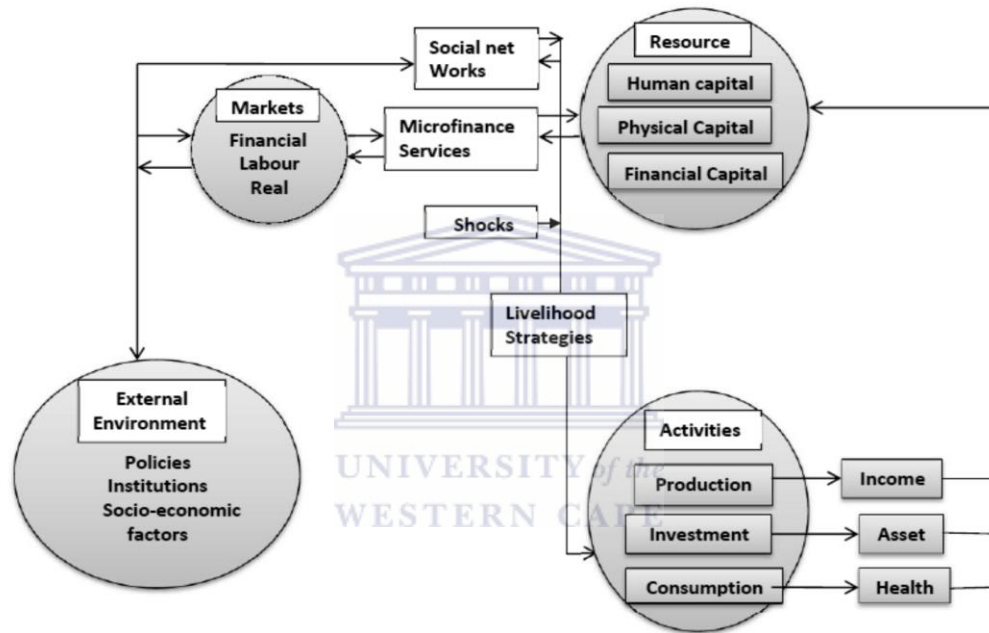 Social net
Works
Resource
Human capital
Physical Capital
Financial Capital
Markets
Financial
Labour
Real
Microfinance
Services
Shocks
Livelihood
Strategies
External
Environment
Policies
Institutions
Socio-economic
factors
Activities
Production
Income
Investment
Asset
Consumption
Health
UNIVERSITY of the
WESTERN CAPE